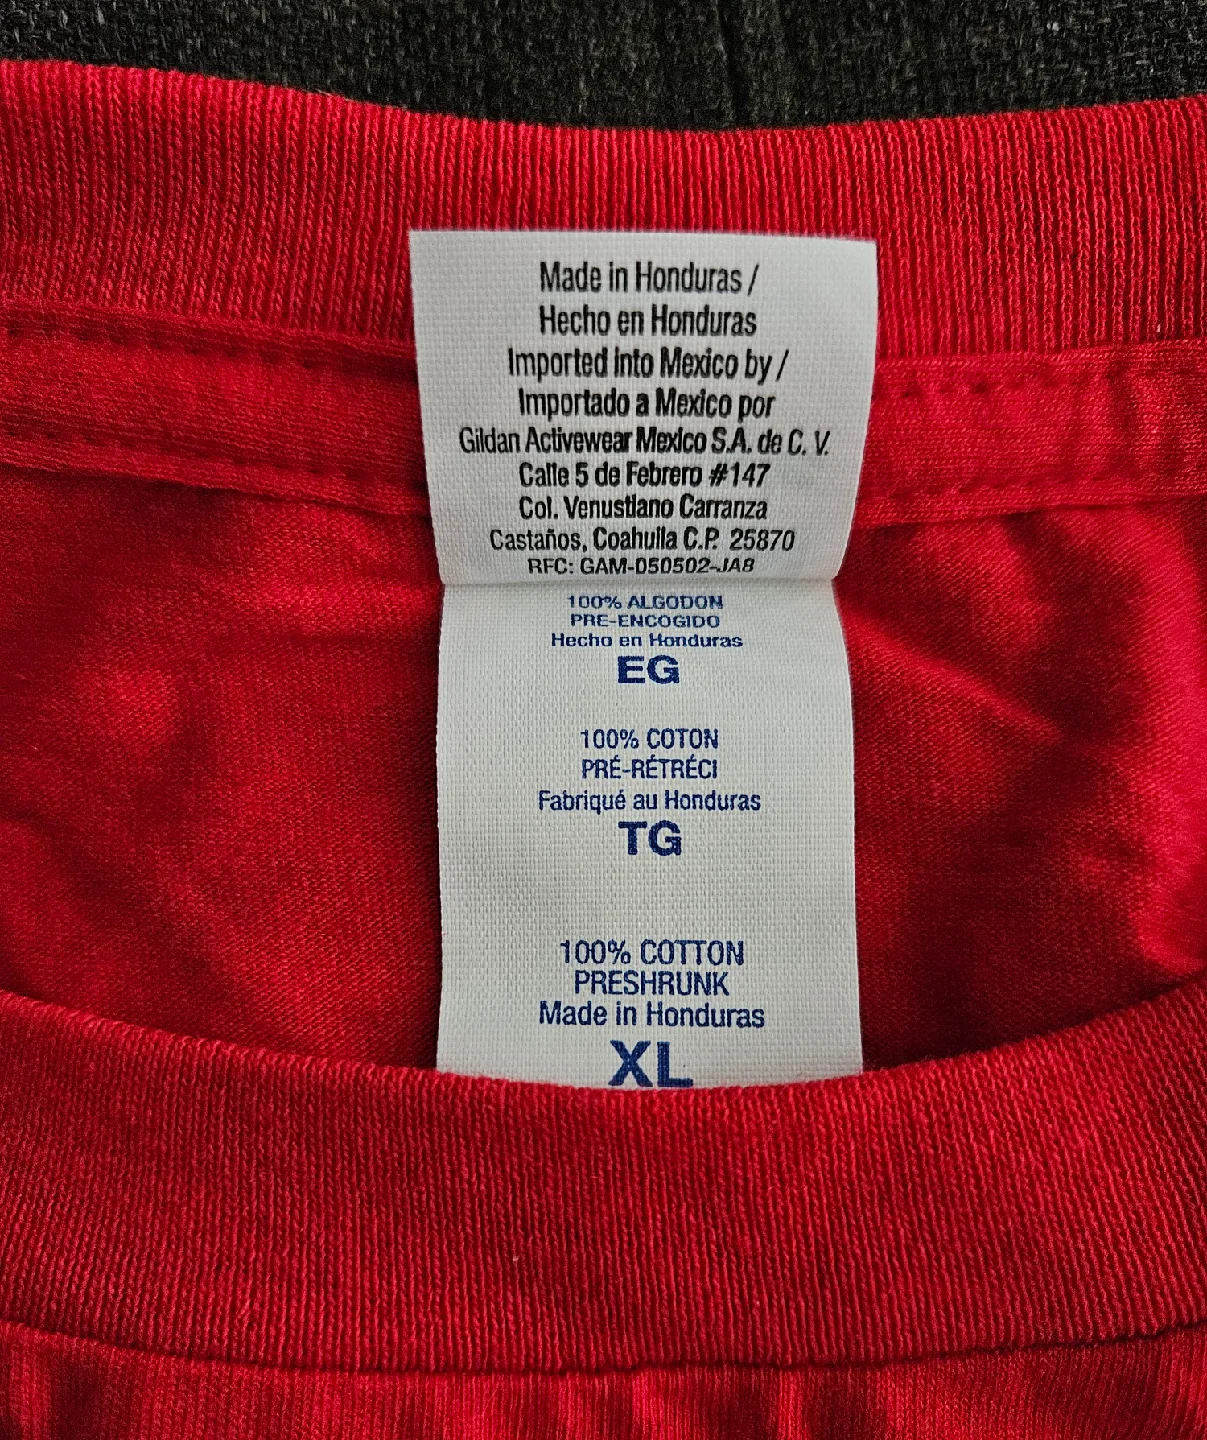 Made in Honduras /
Hecho en Honduras
Imported into Mexico by /
Importado a Mexico por
Gildan Activewear Mexico S.A. de C. V.
Calle 5 de Febrero #147
Col. Venustiano Carranza
Castaños, Coahuila C.P. 25870
RFC: GAM-050502-JA8
100% ALGODON
PRE-ENCOGIDO
Hecho en Honduras
EG
100% COTON
PRÉ-RÉTRÉCI
Fabriqué au Honduras
TG
100% COTTON
PRESHRUNK
Made in Honduras
XL